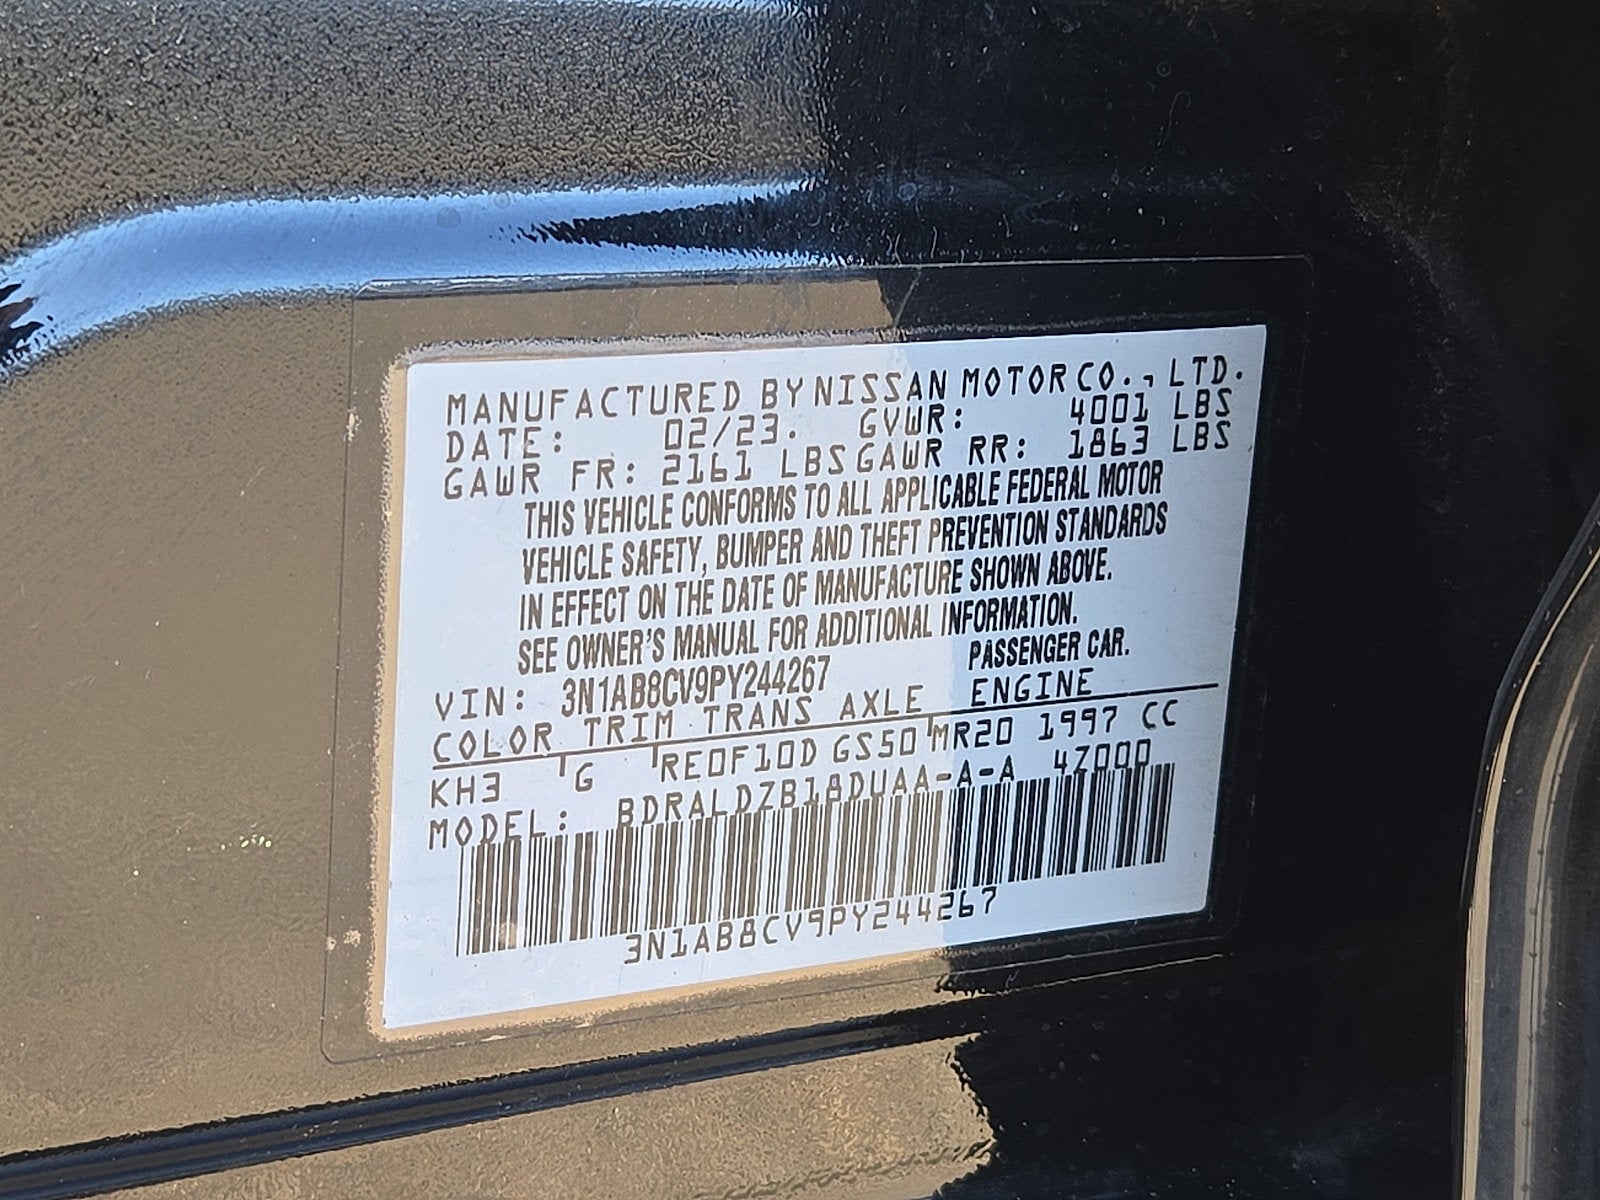 MANUFACTURED BY NISSAN MOTOR CO., LTD.
DATE: 02/23. GVWR: 4001 LBS
GAWR FR: 2161 LBS GAWR RR: 1863 LBS
THIS VEHICLE CONFORMS TO ALL APPLICABLE FEDERAL MOTOR
VEHICLE SAFETY, BUMPER AND THEFT PREVENTION STANDARDS
IN EFFECT ON THE DATE OF MANUFACTURE SHOWN ABOVE.
SEE OWNER'S MANUAL FOR ADDITIONAL INFORMATION.
VIN: 3N1AB8CV9PY244267 PASSENGER CAR.
COLOR TRIM TRANS AXLE ENGINE
KH3 G RE0F10D GS50 MR20 1997 CC
MODEL: BDRALDZB18DUAA-A-A 47000
3N1AB8CV9PY244267